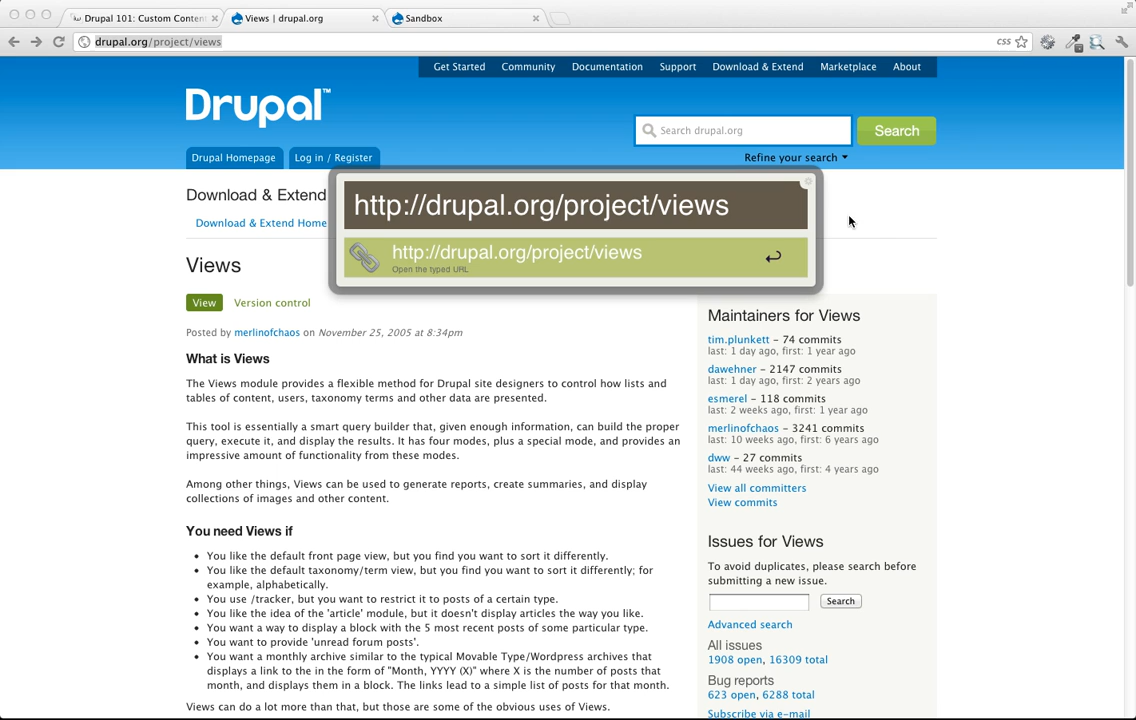 Drupal 101: Custom Conten
Views | drupal.org
Sandbox
drupal.org/project/views
CSS
Get Started Community Documentation Support Download & Extend Marketplace About
Drupal™
Search drupal.org
Search
Refine your search
Drupal Homepage
Log in / Register
Download & Extend
Download & Extend Home
http://drupal.org/project/views
http://drupal.org/project/views
Open the typed URL
Views
View
Version control
Posted by merlinofchaos on November 25, 2005 at 8:34pm
What is Views
The Views module provides a flexible method for Drupal site designers to control how lists and
tables of content, users, taxonomy terms and other data are presented.
This tool is essentially a smart query builder that, given enough information, can build the proper
query, execute it, and display the results. It has four modes, plus a special mode, and provides an
impressive amount of functionality from these modes.
Among other things, Views can be used to generate reports, create summaries, and display
collections of images and other content.
You need Views if
• You like the default front page view, but you find you want to sort it differently.
• You like the default taxonomy/term view, but you find you want to sort it differently; for
example, alphabetically.
• You use /tracker, but you want to restrict it to posts of a certain type.
• You like the idea of the 'article' module, but it doesn't display articles the way you like.
• You want a way to display a block with the 5 most recent posts of some particular type.
• You want to provide 'unread forum posts'.
• You want a monthly archive similar to the typical Movable Type/Wordpress archives that
displays a link to the in the form of "Month, YYYY (X)" where X is the number of posts that
month, and displays them in a block. The links lead to a simple list of posts for that month.
Views can do a lot more than that, but those are some of the obvious uses of Views.
Maintainers for Views
tim.plunkett – 74 commits
last: 1 day ago, first: 1 year ago
dawehner – 2147 commits
last: 1 day ago, first: 2 years ago
esmerel – 118 commits
last: 2 weeks ago, first: 1 year ago
merlinofchaos – 3241 commits
last: 10 weeks ago, first: 6 years ago
dww – 27 commits
last: 44 weeks ago, first: 4 years ago
View all committers
View commits
Issues for Views
To avoid duplicates, please search before
submitting a new issue.
Search
Advanced search
All issues
1908 open, 16309 total
Bug reports
623 open, 6288 total
Subscribe via e-mail